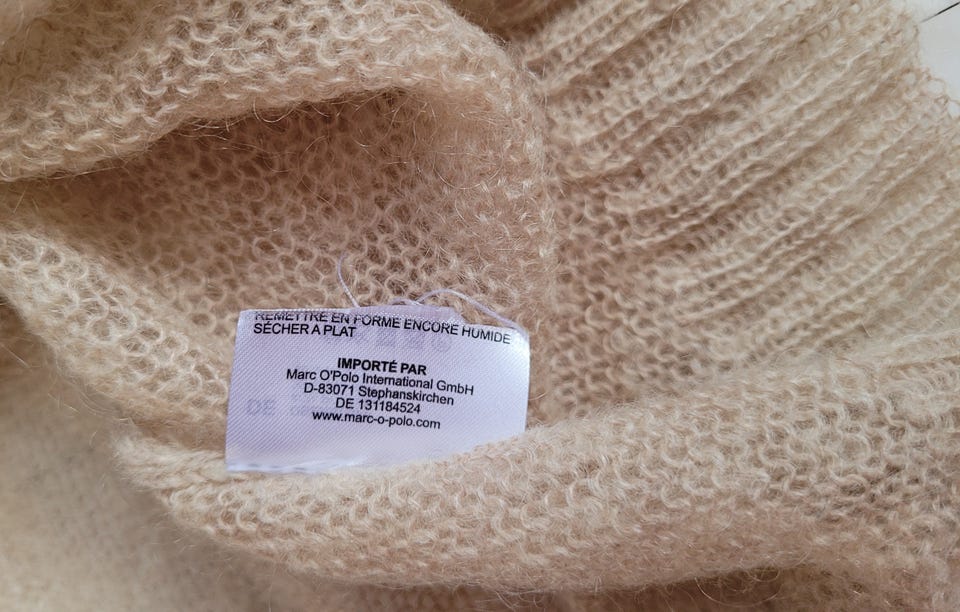 REMETTRE EN FORME ENCORE HUMIDE
SÉCHER A PLAT
IMPORTÉ PAR
Marc O'Polo International GmbH
D-83071 Stephanskirchen
DE 131184524
www.marc-o-polo.com
DE